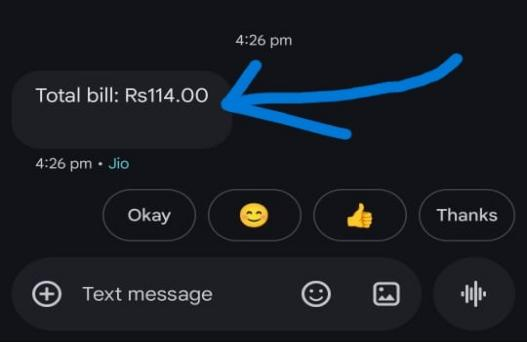 4:26 pm
Total bill: Rs114.00
4:26 pm • Jio
Okay 😊 👍 Thanks
Text message